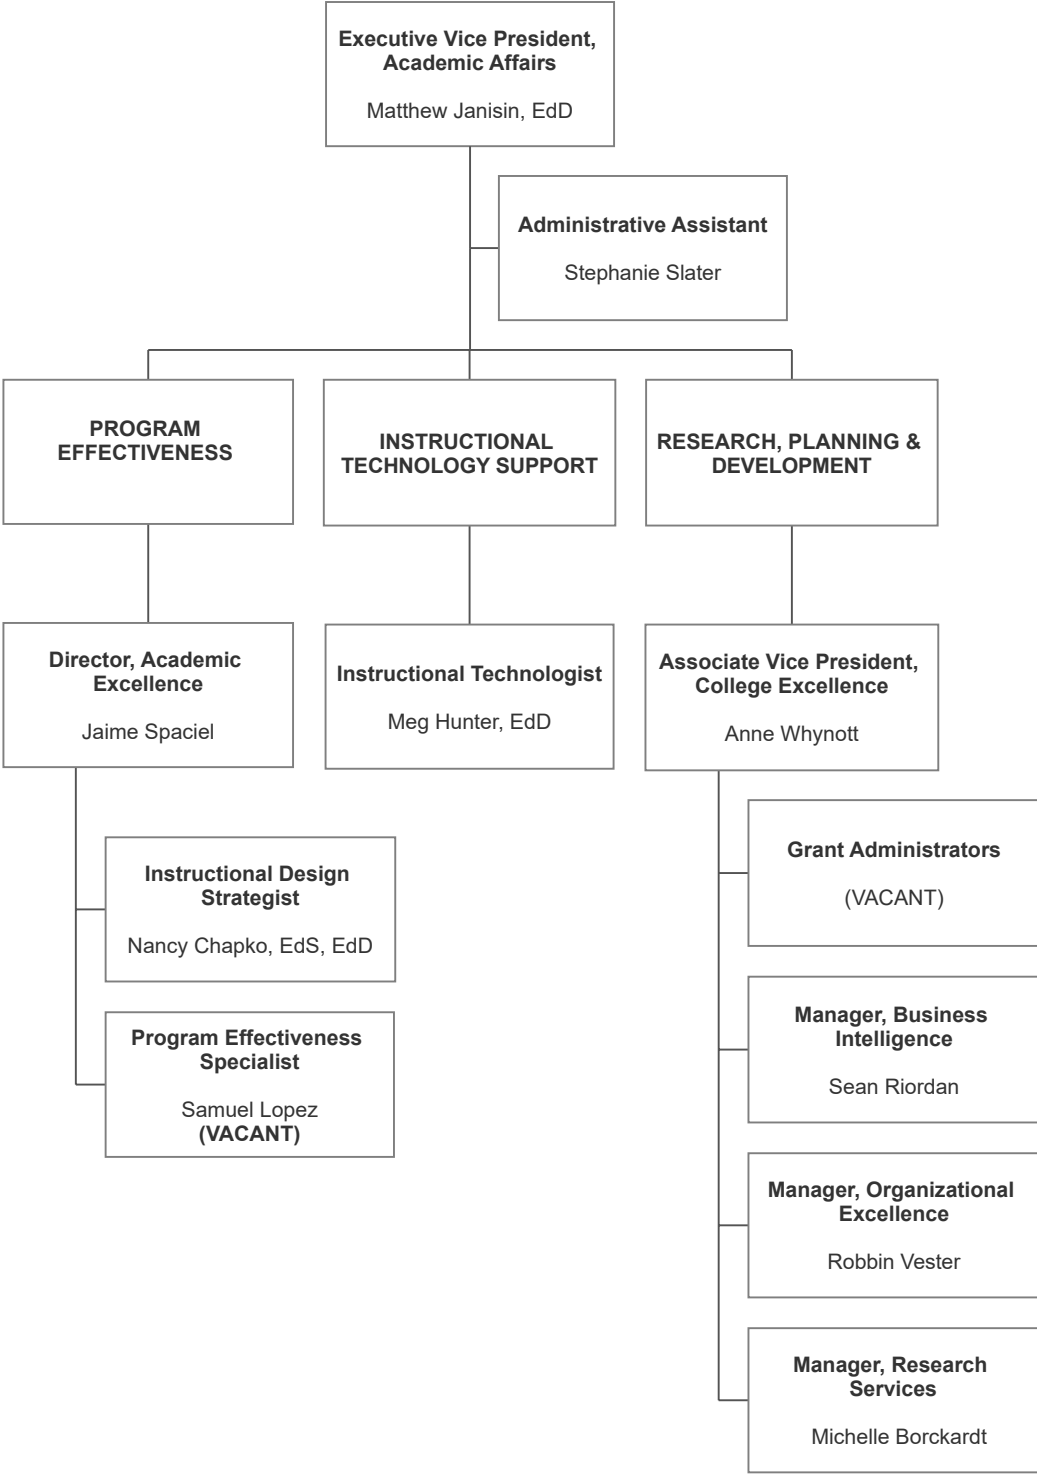 Executive Vice President,
Academic Affairs
Matthew Janisin, EdD
Administrative Assistant
Stephanie Slater
PROGRAM
EFFECTIVENESS
INSTRUCTIONAL
TECHNOLOGY SUPPORT
RESEARCH, PLANNING &
DEVELOPMENT
Director, Academic
Excellence
Jaime Spaciel
Instructional Technologist
Meg Hunter, EdD
Associate Vice President,
College Excellence
Anne Whynott
Instructional Design
Strategist
Nancy Chapko, EdS, EdD
Program Effectiveness
Specialist
Samuel Lopez
(VACANT)
Grant Administrators
(VACANT)
Manager, Business
Intelligence
Sean Riordan
Manager, Organizational
Excellence
Robbin Vester
Manager, Research
Services
Michelle Borckardt